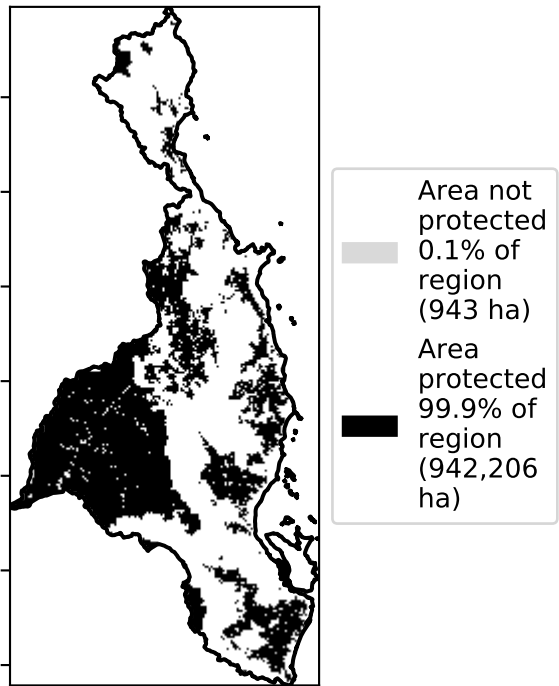 Area not
protected
0.1% of
region
(943 ha)
Area
protected
99.9% of
region
(942,206
ha)